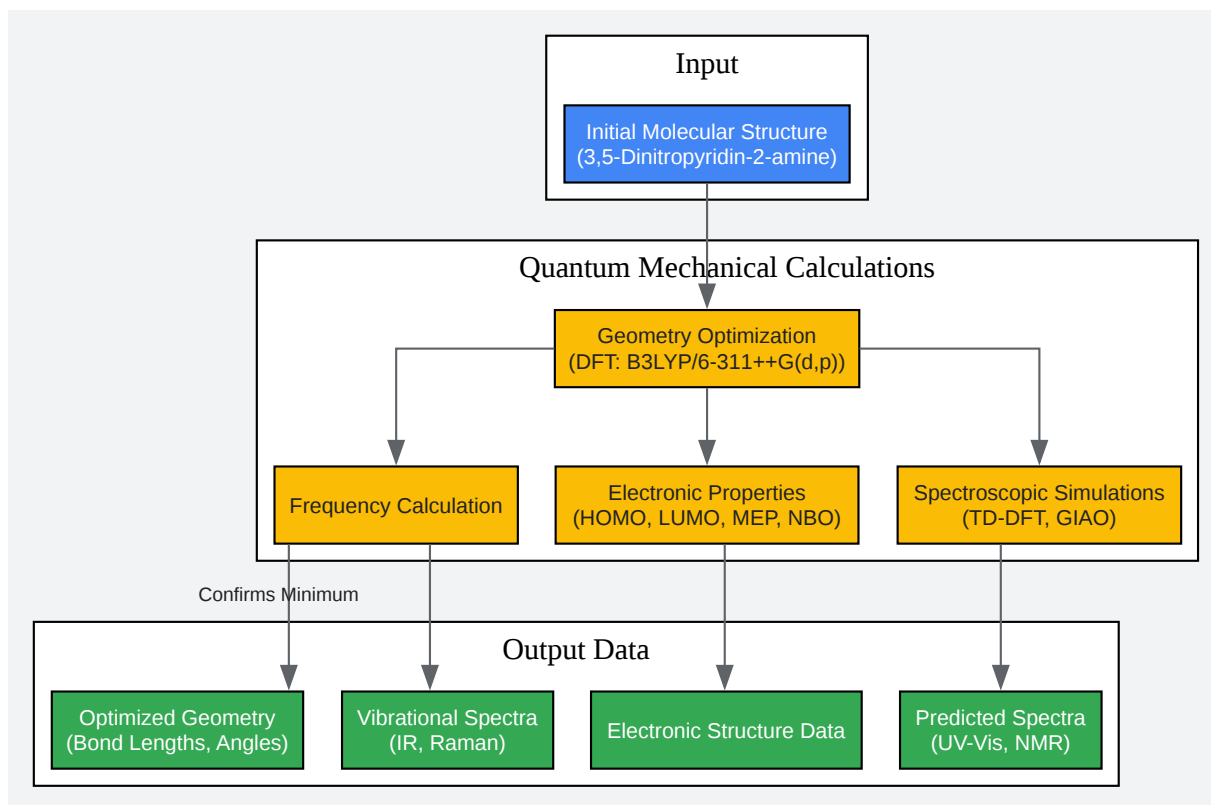 Input
Initial Molecular Structure
(3,5-Dinitropyridin-2-amine)
Quantum Mechanical Calculations
Geometry Optimization
(DFT: B3LYP/6-311++G(d,p))
Frequency Calculation
Electronic Properties
(HOMO, LUMO, MEP, NBO)
Spectroscopic Simulations
(TD-DFT, GIAO)
Confirms Minimum
Output Data
Optimized Geometry
(Bond Lengths, Angles)
Vibrational Spectra
(IR, Raman)
Electronic Structure Data
Predicted Spectra
(UV-Vis, NMR)